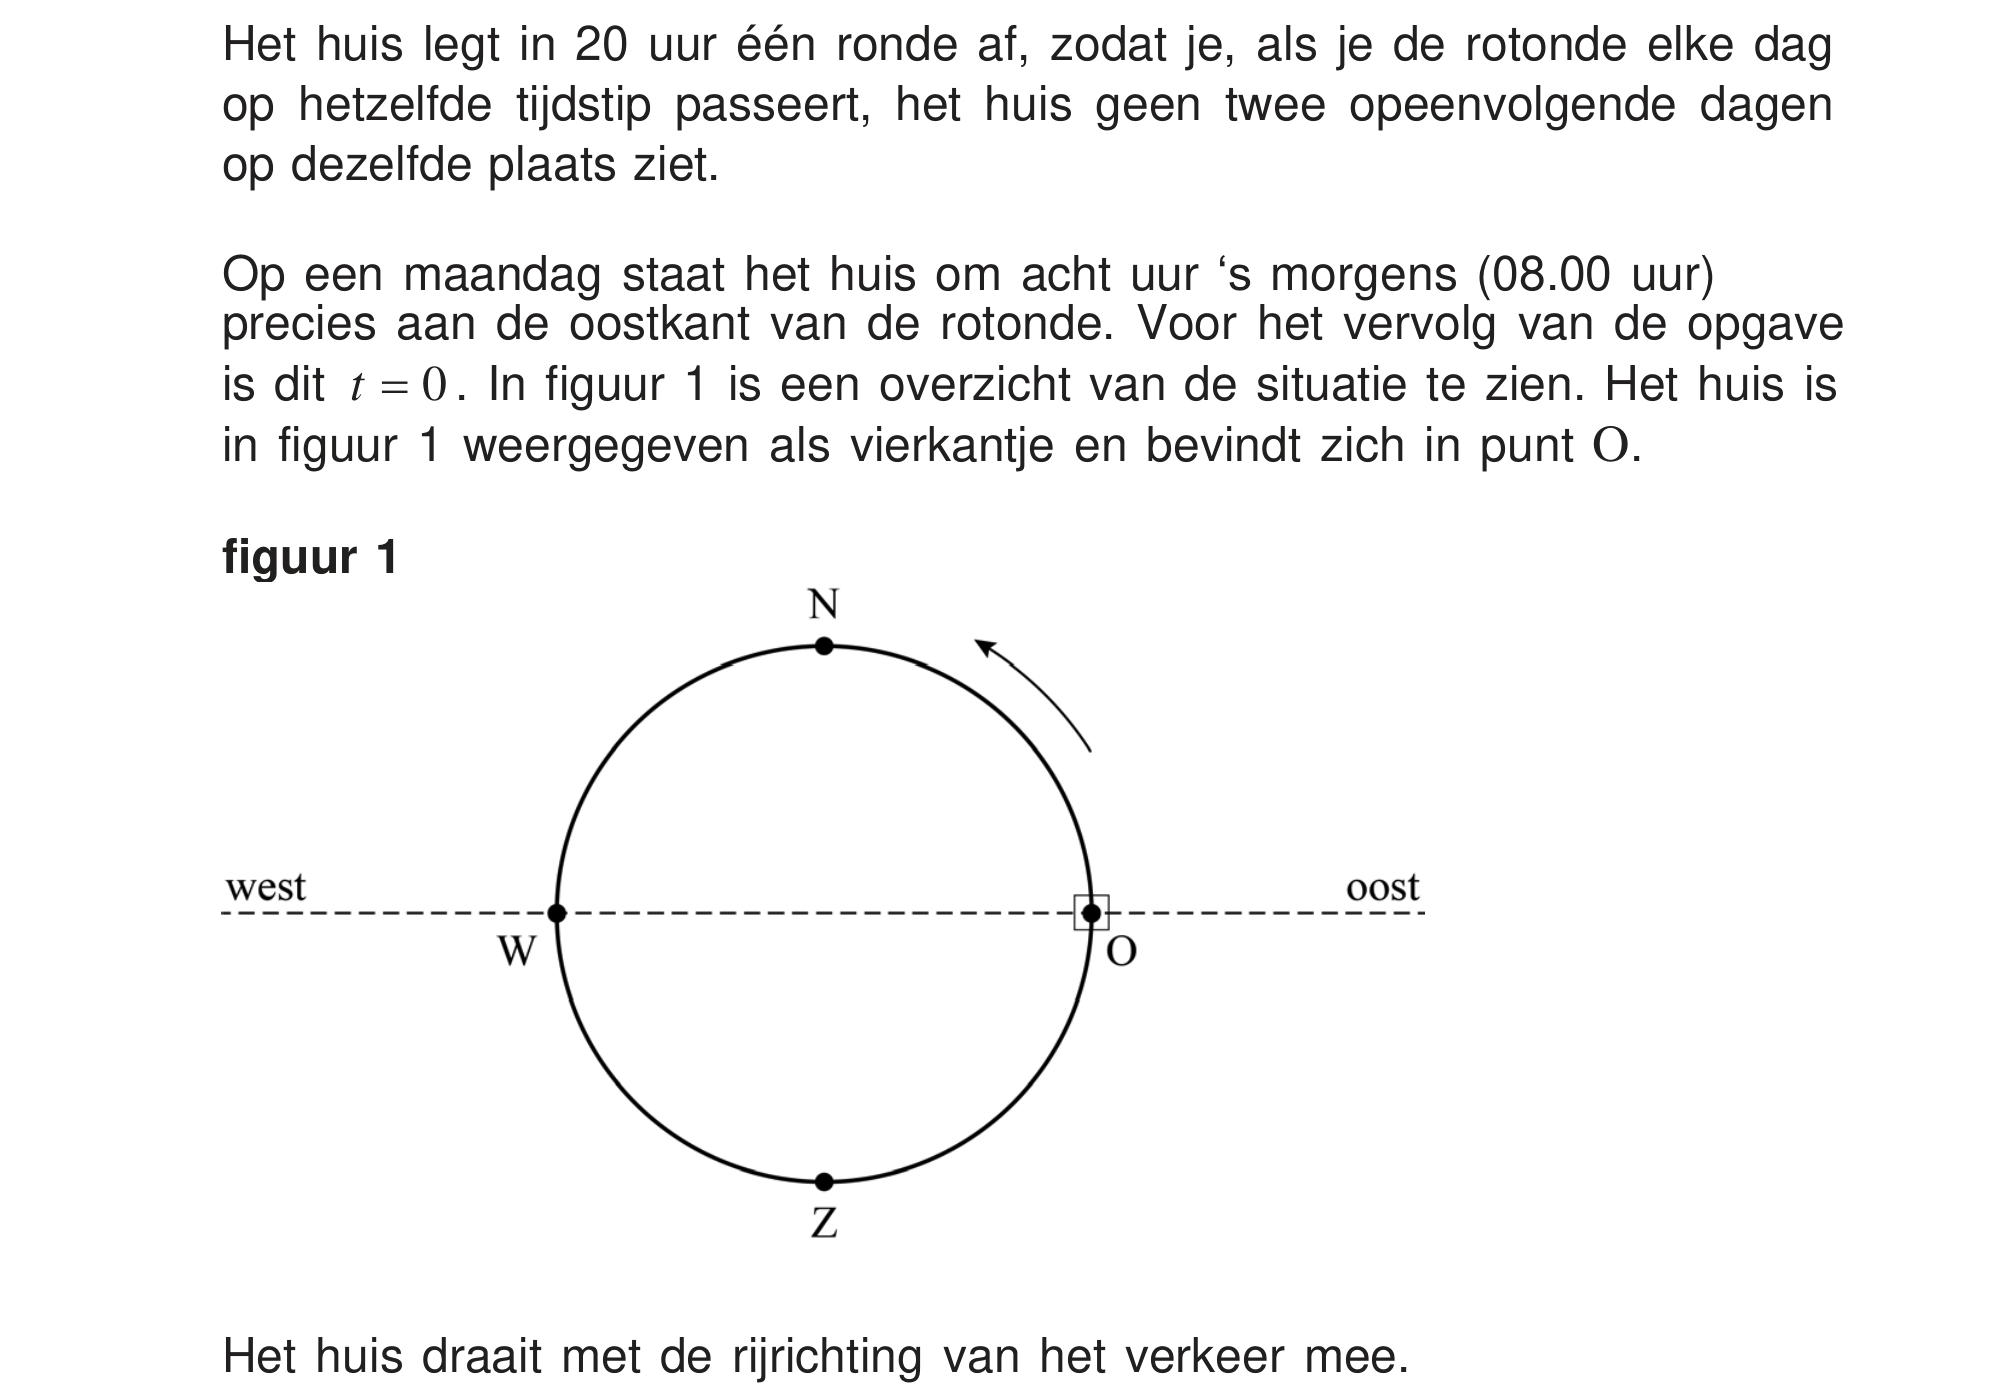 Het huis legt in 20 uur één ronde af, zodat je, als je de rotonde elke dag
op hetzelfde tijdstip passeert, het huis geen twee opeenvolgende dagen
op dezelfde plaats ziet.
Op een maandag staat het huis om acht uur ‘s morgens (08.00 uur)
precies aan de oostkant van de rotonde. Voor het vervolg van de opgave
is dit t = 0. In figuur 1 is een overzicht van de situatie te zien. Het huis is
in figuur 1 weergegeven als vierkantje en bevindt zich in punt O.
figuur 1
N
west
oost
W
O
Z
Het huis draait met de rijrichting van het verkeer mee.